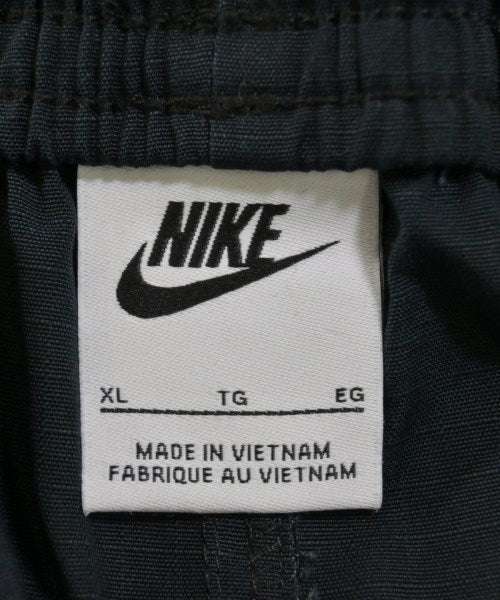 NIKE
XL TG EG
MADE IN VIETNAM
FABRIQUE AU VIETNAM